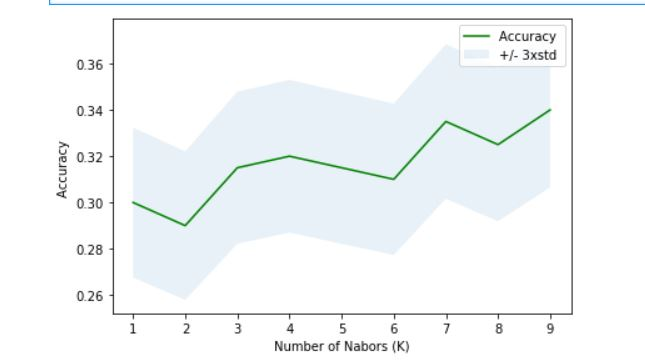 Accuracy
+/- 3xstd
0.36
0.34
0.32
0.30
0.28
0.26
Accuracy
1 2 3 4 5 6 7 8 9
Number of Nabors (K)